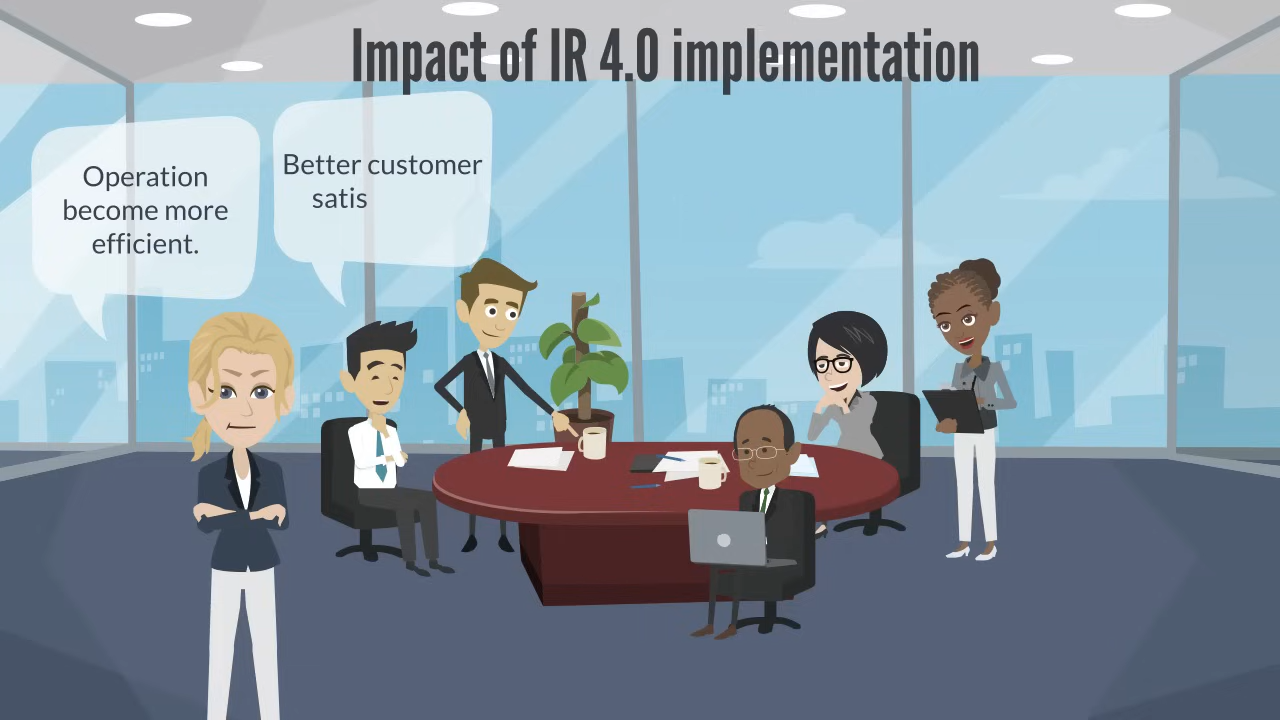 Impact of IR 4.0 implementation
Operation
become more
efficient.
Better customer
satis